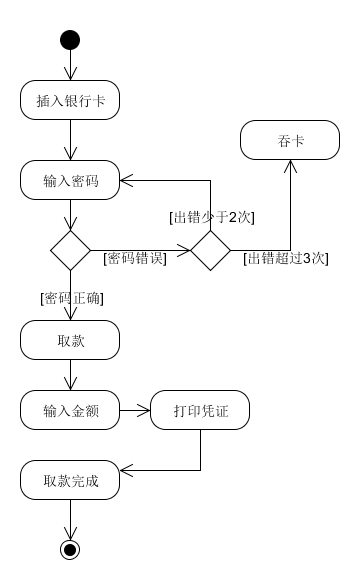 插入银行卡
吞卡
输入密码
[出错少于2次]
[密码错误]
[出错超过3次]
[密码正确]
取款
输入金额
打印凭证
取款完成